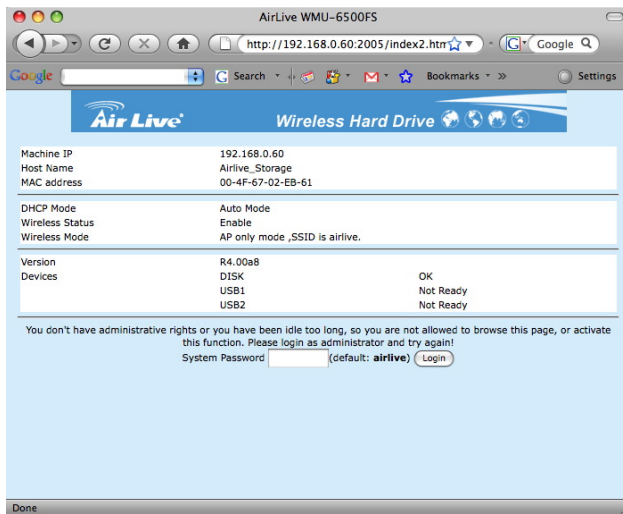 AirLive WMU-6500FS
http://192.168.0.60:2005/index2.htm
G Google
Google
G Search
Bookmarks
»
Settings
Air Live®
Wireless Hard Drive
Machine IP 192.168.0.60
Host Name Airlive_Storage
MAC address 00-4F-67-02-EB-61
DHCP Mode Auto Mode
Wireless Status Enable
Wireless Mode AP only mode ,SSID is airlive.
Version R4.00a8
Devices DISK OK
USB1 Not Ready
USB2 Not Ready
You don't have administrative rights or you have been idle too long, so you are not allowed to browse this page, or activate
this function. Please login as administrator and try again!
System Password (default: airlive) Login
Done